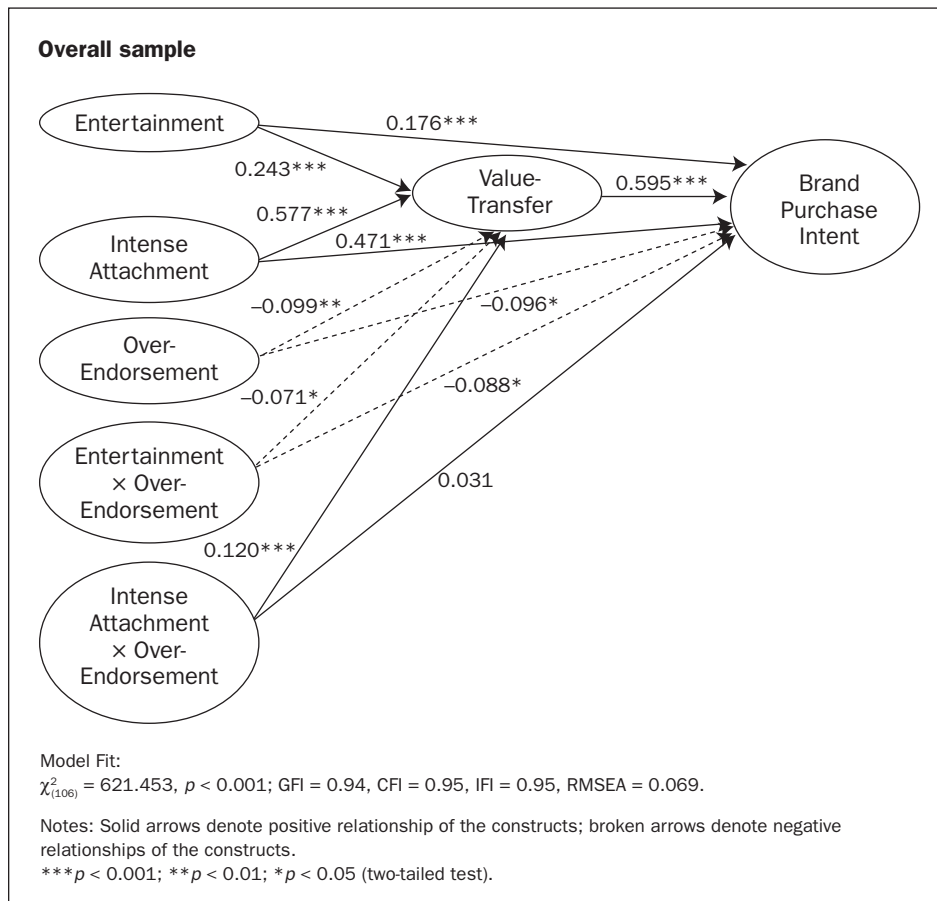 Overall sample
Entertainment
0.176***
0.243***
Value-
Transfer
0.595***
Brand
Purchase
Intent
0.577***
Intense
Attachment
0.471***
–0.099**
–0.096*
Over-
Endorsement
–0.071*
–0.088*
Entertainment
× Over-
Endorsement
0.031
0.120***
Intense
Attachment
× Over-
Endorsement
Model Fit:
χ²(106) = 621.453, p < 0.001; GFI = 0.94, CFI = 0.95, IFI = 0.95, RMSEA = 0.069.
Notes: Solid arrows denote positive relationship of the constructs; broken arrows denote negative
relationships of the constructs.
***p < 0.001; **p < 0.01; *p < 0.05 (two-tailed test).